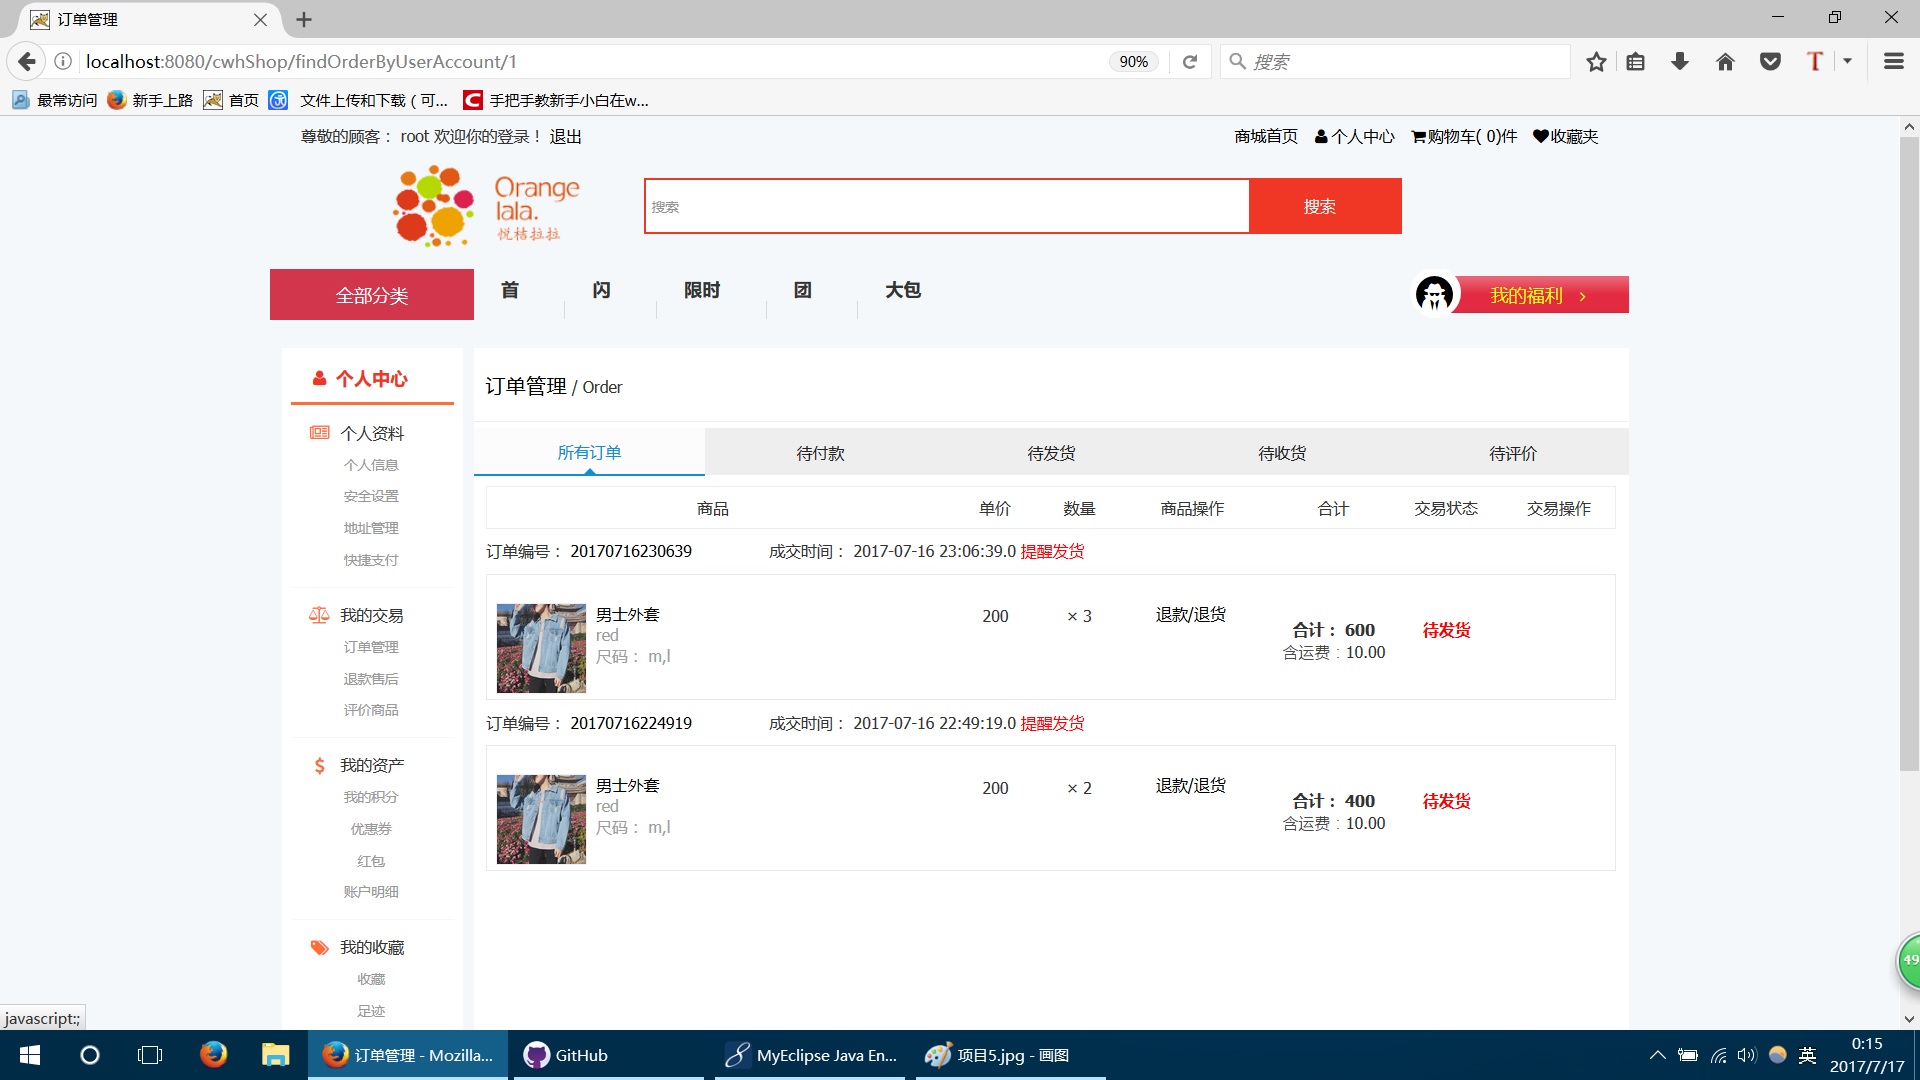 订单管理
localhost:8080/cwhShop/findOrderByUserAccount/1
90%
搜索
最常访问 新手上路 首页 文件上传和下载（可... 手把手教新手小白在w...
尊敬的顾客： root 欢迎你的登录！ 退出
商城首页 个人中心 购物车( 0)件 收藏夹
Orange
lala.
悦桔拉拉
搜索
搜索
全部分类 首 闪 限时 团 大包 我的福利 >
个人中心
个人资料
个人信息
安全设置
地址管理
快捷支付
我的交易
订单管理
退款售后
评价商品
我的资产
我的积分
优惠券
红包
账户明细
我的收藏
收藏
足迹
订单管理 / Order
所有订单 待付款 待发货 待收货 待评价
商品 单价 数量 商品操作 合计 交易状态 交易操作
订单编号： 20170716230639 成交时间： 2017-07-16 23:06:39.0 提醒发货
男士外套 200 × 3 退款/退货
red
尺码： m,l
合计： 600 待发货
含运费：10.00
订单编号： 20170716224919 成交时间： 2017-07-16 22:49:19.0 提醒发货
男士外套 200 × 2 退款/退货
red
尺码： m,l
合计： 400 待发货
含运费：10.00
49
javascript:;
订单管理 - Mozilla... GitHub MyEclipse Java En... 项目5.jpg - 画图
英
0:15
2017/7/17